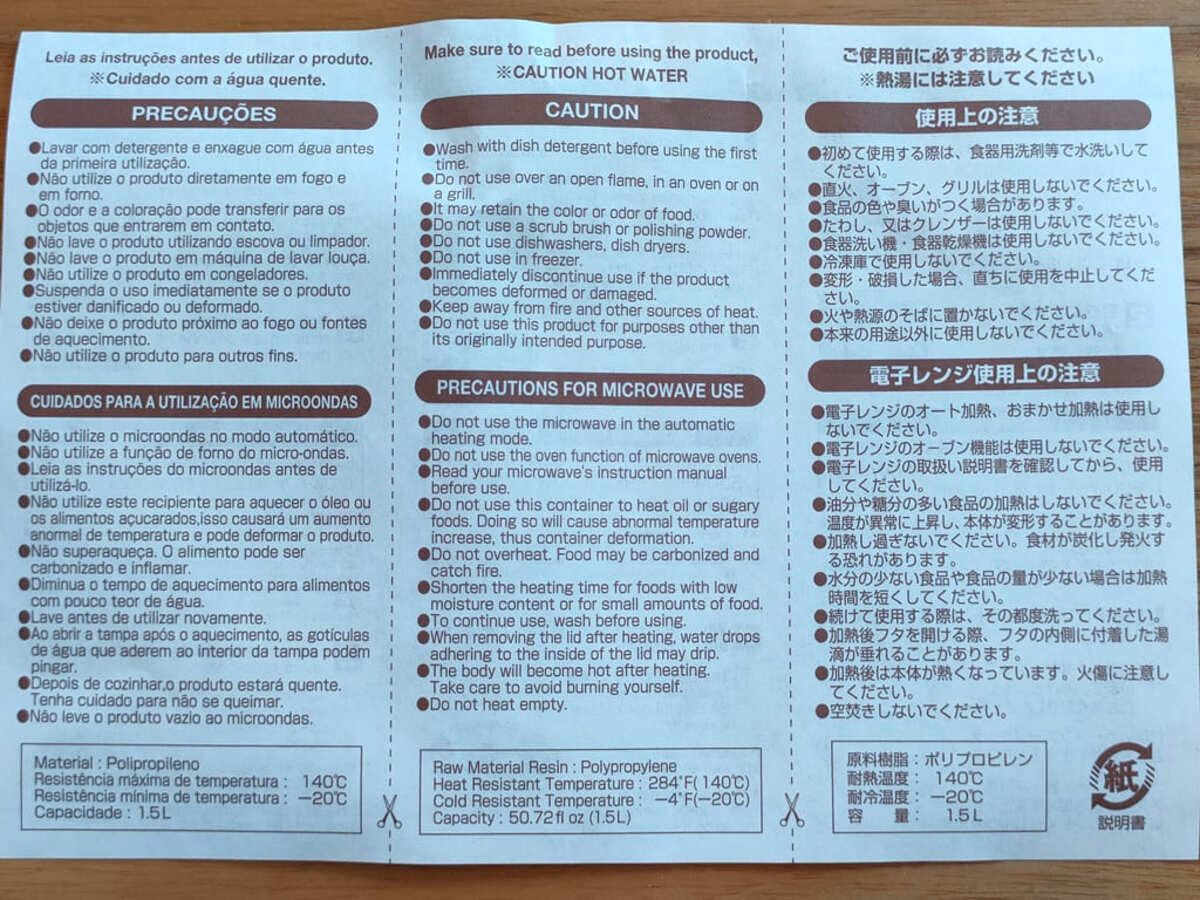 Leia as instruções antes de utilizar o produto.
※Cuidado com a água quente.
PRECAUÇÕES
●Lavar com detergente e enxague com água antes
da primeira utilização.
●Não utilize o produto diretamente em fogo e
em forno.
●O odor e a coloração pode transferir para os
objetos que entrarem em contato.
●Não lave o produto utilizando escova ou limpador.
●Não lave o produto em máquina de lavar louça.
●Não utilize o produto em congeladores.
●Suspenda o uso imediatamente se o produto
estiver danificado ou deformado.
●Não deixe o produto próximo ao fogo ou fontes
de aquecimento.
●Não utilize o produto para outros fins.
CUIDADOS PARA A UTILIZAÇÃO EM MICROONDAS
●Não utilize o microondas no modo automático.
●Não utilize a função de forno do micro-ondas.
●Leia as instruções do microondas antes de
utilizá-lo.
●Não utilize este recipiente para aquecer o óleo ou
os alimentos açucarados,isso causará um aumento
anormal de temperatura e pode deformar o produto.
●Não superaqueça. O alimento pode ser
carbonizado e inflamar.
●Diminua o tempo de aquecimento para alimentos
com pouco teor de água.
●Lave antes de utilizar novamente.
●Ao abrir a tampa após o aquecimento, as gotículas
de água que aderem ao interior da tampa podem
pingar.
●Depois de cozinhar,o produto estará quente.
Tenha cuidado para não se queimar.
●Não leve o produto vazio ao microondas.
Material : Polipropileno
Resistência máxima de temperatura : 140℃
Resistência mínima de temperatura : −20℃
Capacidade : 1.5L
Make sure to read before using the product,
※CAUTION HOT WATER
CAUTION
●Wash with dish detergent before using the first
time.
●Do not use over an open flame, in an oven or on
a grill.
●It may retain the color or odor of food.
●Do not use a scrub brush or polishing powder.
●Do not use dishwashers, dish dryers.
●Do not use in freezer.
●Immediately discontinue use if the product
becomes deformed or damaged.
●Keep away from fire and other sources of heat.
●Do not use this product for purposes other than
its originally intended purpose.
PRECAUTIONS FOR MICROWAVE USE
●Do not use the microwave in the automatic
heating mode.
●Do not use the oven function of microwave ovens.
●Read your microwave's instruction manual
before use.
●Do not use this container to heat oil or sugary
foods. Doing so will cause abnormal temperature
increase, thus container deformation.
●Do not overheat. Food may be carbonized and
catch fire.
●Shorten the heating time for foods with low
moisture content or for small amounts of food.
●To continue use, wash before using.
●When removing the lid after heating, water drops
adhering to the inside of the lid may drip.
●The body will become hot after heating.
Take care to avoid burning yourself.
●Do not heat empty.
Raw Material Resin : Polypropylene
Heat Resistant Temperature : 284°F(140℃)
Cold Resistant Temperature : −4°F(−20℃)
Capacity : 50.72fl oz (1.5L)
ご使用前に必ずお読みください。
※熱湯には注意してください
使用上の注意
●初めて使用する際は、食器用洗剤等で水洗いして
ください。
●直火、オーブン、グリルは使用しないでください。
●食品の色や臭いがつく場合があります。
●たわし、又はクレンザーは使用しないでください。
●食器洗い機・食器乾燥機は使用しないでください。
●冷凍庫で使用しないでください。
●変形・破損した場合、直ちに使用を中止してくだ
さい。
●火や熱源のそばに置かないでください。
●本来の用途以外に使用しないでください。
電子レンジ使用上の注意
●電子レンジのオート加熱、おまかせ加熱は使用し
ないでください。
●電子レンジのオーブン機能は使用しないでください。
●電子レンジの取扱い説明書を確認してから、使用
してください。
●油分や糖分の多い食品の加熱はしないでください。
温度が異常に上昇し、本体が変形することがあります。
●加熱し過ぎないでください。食材が炭化し発火す
る恐れがあります。
●水分の少ない食品や食品の量が少ない場合は加熱
時間を短くしてください。
●続けて使用する際は、その都度洗ってください。
●加熱後フタを開ける際、フタの内側に付着した湯
滴が垂れることがあります。
●加熱後は本体が熱くなっています。火傷に注意し
てください。
●空焚きしないでください。
原料樹脂：ポリプロピレン
耐熱温度： 140℃
耐冷温度： −20℃
容 量： 1.5L
紙
説明書